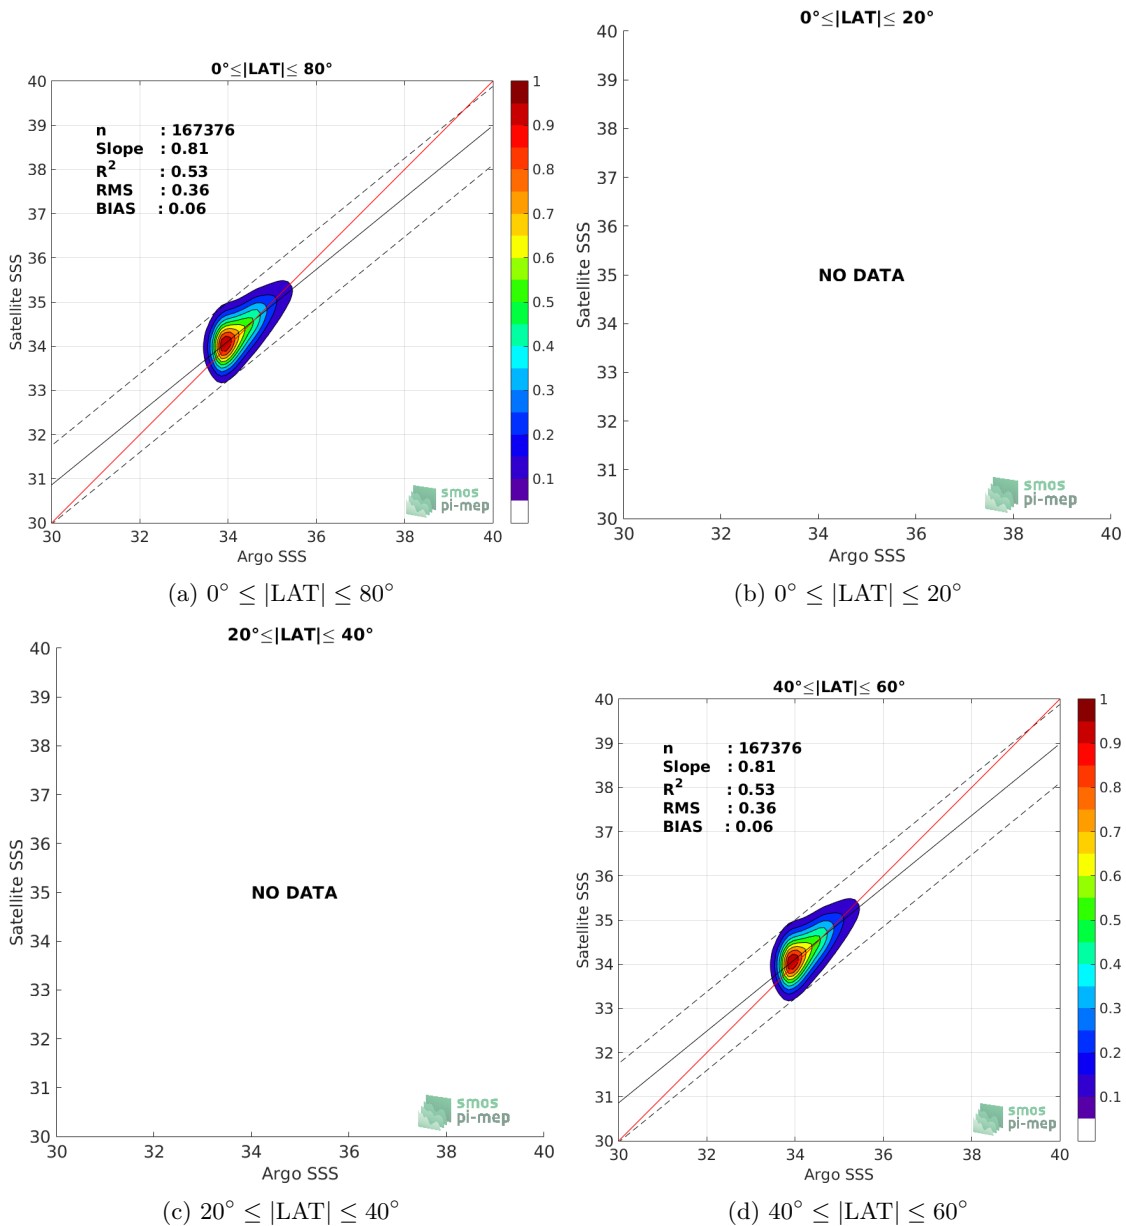 0°≤|LAT|≤ 80°
40
39
38
37
36
35
34
33
32
31
30
Satellite SSS
n : 167376
Slope : 0.81
R² : 0.53
RMS : 0.36
BIAS : 0.06
smos
pi-mep
30 32 34 36 38 40
Argo SSS
1
0.9
0.8
0.7
0.6
0.5
0.4
0.3
0.2
0.1
(a) 0° ≤ |LAT| ≤ 80°
0°≤|LAT|≤ 20°
40
39
38
37
36
35
34
33
32
31
30
Satellite SSS
NO DATA
smos
pi-mep
30 32 34 36 38 40
Argo SSS
(b) 0° ≤ |LAT| ≤ 20°
20°≤|LAT|≤ 40°
40
39
38
37
36
35
34
33
32
31
30
Satellite SSS
NO DATA
smos
pi-mep
30 32 34 36 38 40
Argo SSS
(c) 20° ≤ |LAT| ≤ 40°
40°≤|LAT|≤ 60°
40
39
38
37
36
35
34
33
32
31
30
Satellite SSS
n : 167376
Slope : 0.81
R² : 0.53
RMS : 0.36
BIAS : 0.06
smos
pi-mep
30 32 34 36 38 40
Argo SSS
1
0.9
0.8
0.7
0.6
0.5
0.4
0.3
0.2
0.1
(d) 40° ≤ |LAT| ≤ 60°